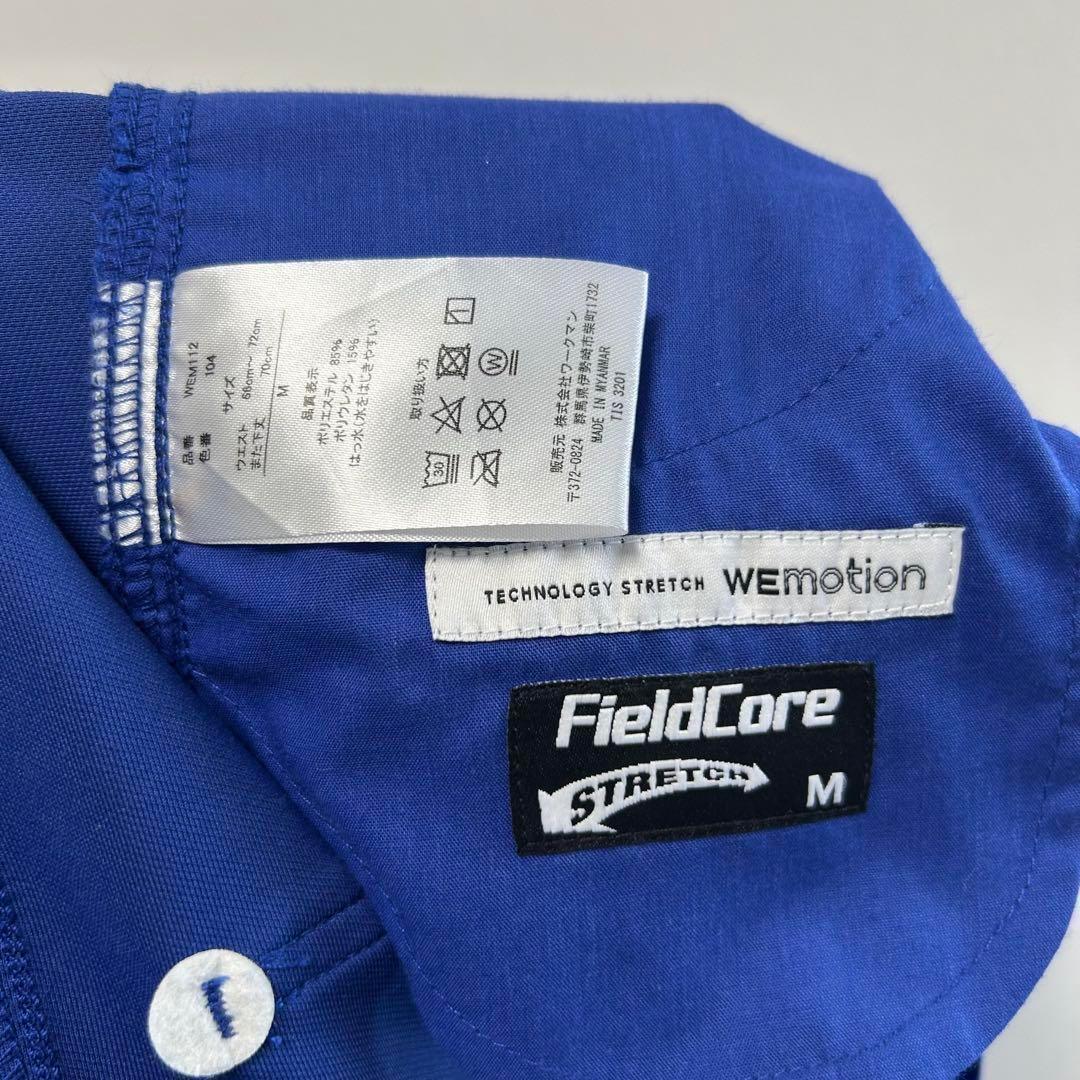 品番 WEM112
色番 104
サイズ
ウエスト 68cm～72cm
また下丈 70cm
M
品質表示
ポリエステル 85%
ポリウレタン 15%
はっ水(水をはじきやすい)
取り扱い方
30
W
販売元 株式会社ワークマン
〒372-0824 群馬県伊勢崎市柴町1732
MADE IN MYANMAR
TIS 3201
TECHNOLOGY STRETCH WEmotion
FieldCore
STRETCH M